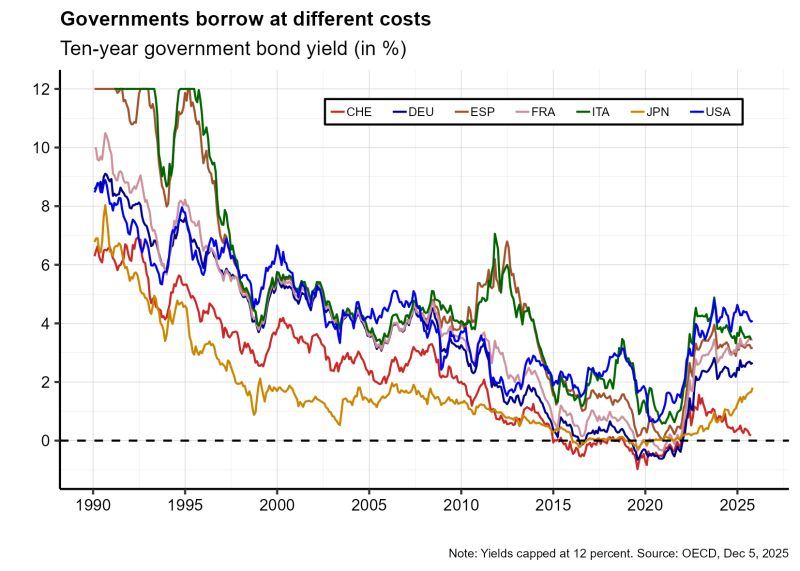 Governments borrow at different costs
Ten-year government bond yield (in %)
12
CHE DEU ESP FRA ITA JPN USA
10
8
6
4
2
0
1990 1995 2000 2005 2010 2015 2020 2025
Note: Yields capped at 12 percent. Source: OECD, Dec 5, 2025